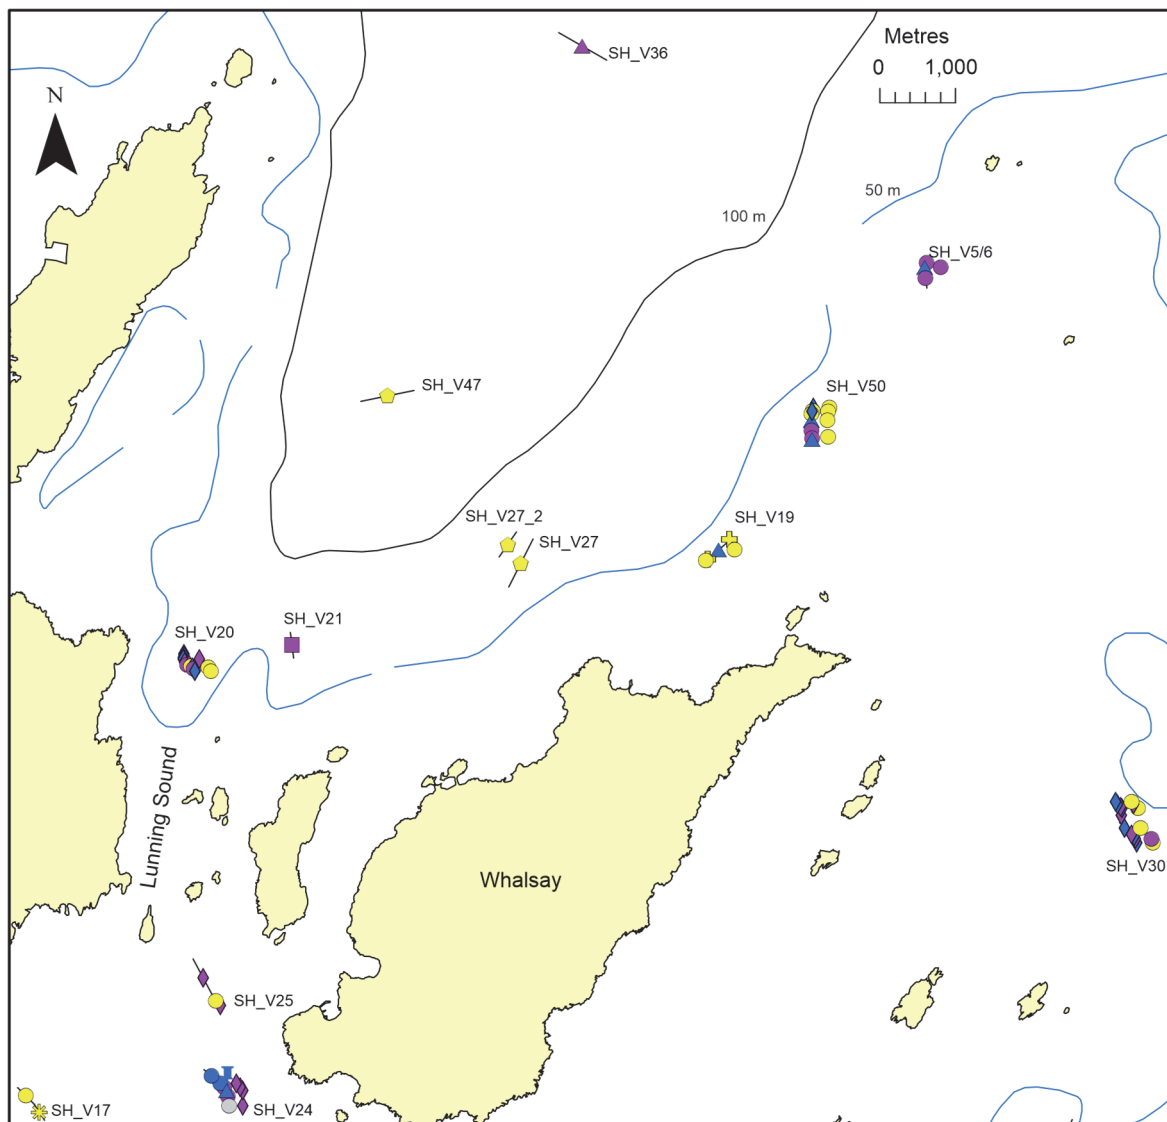 Metres
0 1,000
SH_V36
N
50 m
100 m
SH_V5/6
SH_V47
SH_V50
SH_V27_2
SH_V19
SH_V27
SH_V21
SH_V20
Lunning Sound
Whalsay
SH_V30
SH_V25
SH_V17
SH_V24